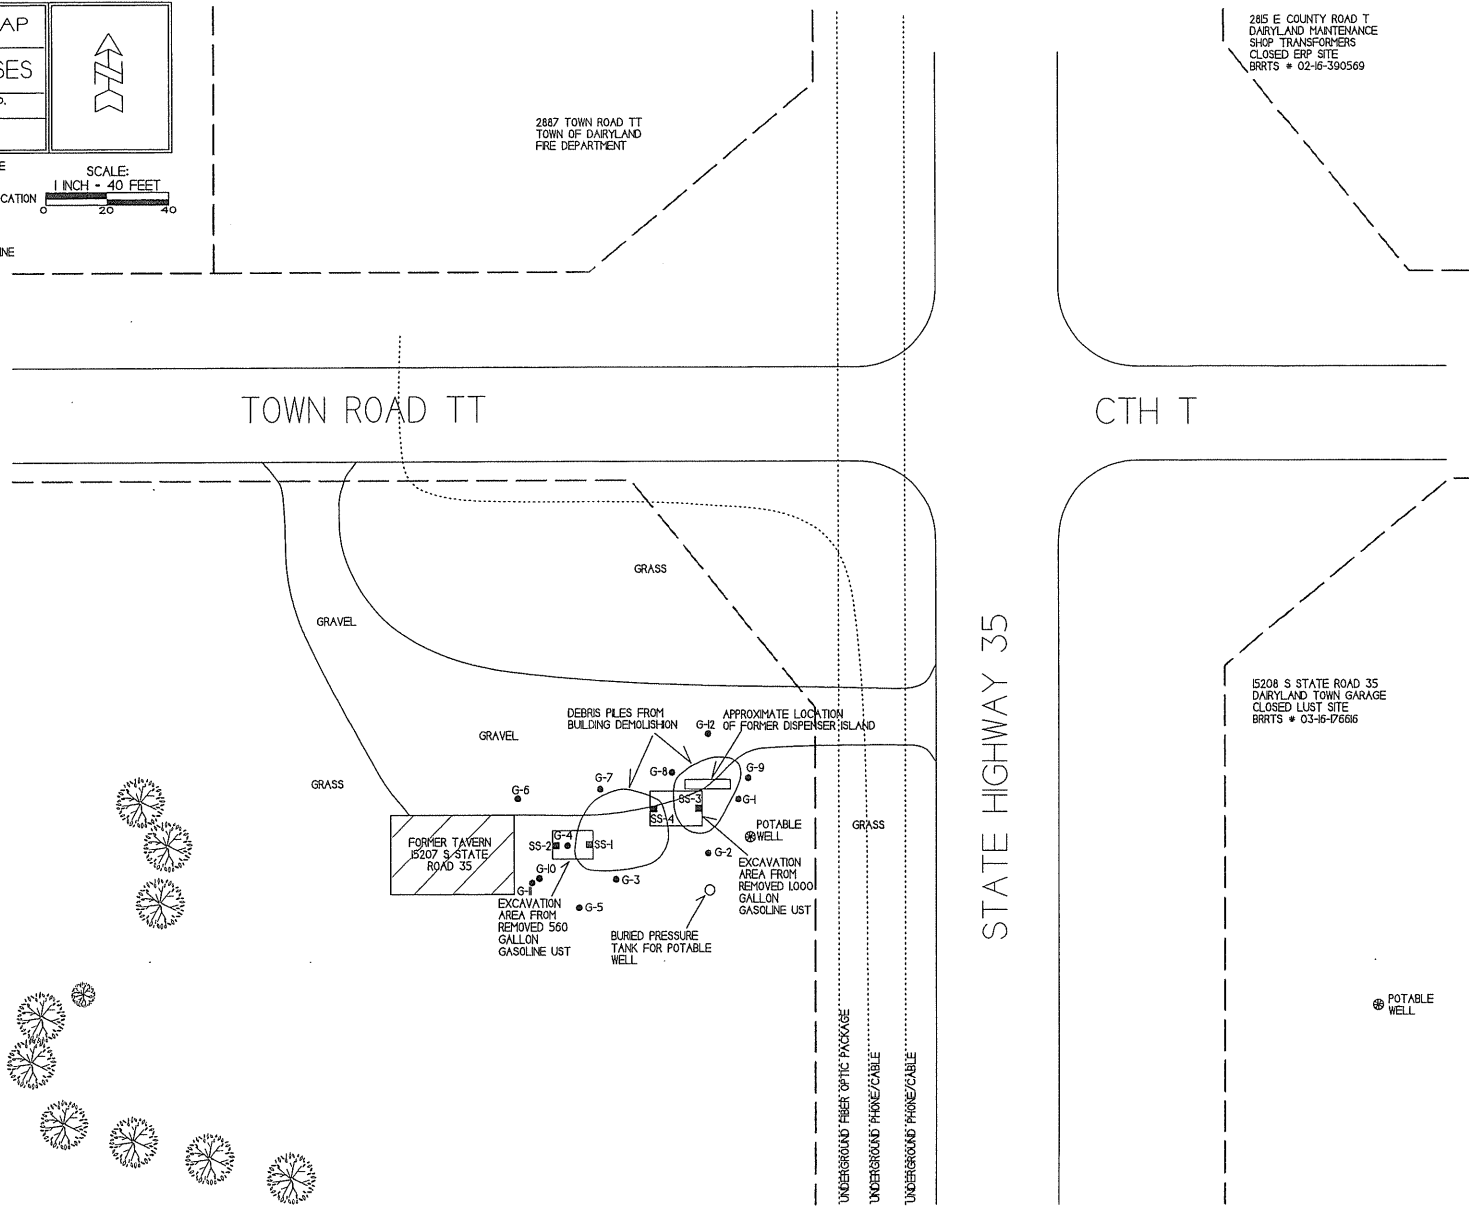 AP
SES
O.
E
SCALE:
1 INCH - 40 FEET
CATION
0 20 40
INE
2887 TOWN ROAD TT
TOWN OF DAIRYLAND
FIRE DEPARTMENT
2815 E COUNTY ROAD T
DAIRYLAND MAINTENANCE
SHOP TRANSFORMERS
CLOSED ERP SITE
BRRTS # 02-16-390569
TOWN ROAD TT
CTH T
GRASS
GRAVEL
STATE HIGHWAY 35
15208 S STATE ROAD 35
DAIRYLAND TOWN GARAGE
CLOSED LUST SITE
BRRTS # 03-16-176616
DEBRIS PILES FROM
BUILDING DEMOLISHION
APPROXIMATE LOCATION
OF FORMER DISPENSER ISLAND
G-12
GRAVEL
GRASS
G-6
G-7
G-8
G-9
G-1
SS-3
SS-4
POTABLE
WELL
GRASS
FORMER TAVERN
15207 S STATE
ROAD 35
SS-2
G-4
SS-1
G-2
G-10
G-11
G-3
G-5
EXCAVATION
AREA FROM
REMOVED 1,000
GALLON
GASOLINE UST
EXCAVATION
AREA FROM
REMOVED 560
GALLON
GASOLINE UST
BURIED PRESSURE
TANK FOR POTABLE
WELL
POTABLE
WELL
UNDERGROUND FIBER OPTIC PACKAGE
UNDERGROUND PHONE/CABLE
UNDERGROUND PHONE/CABLE